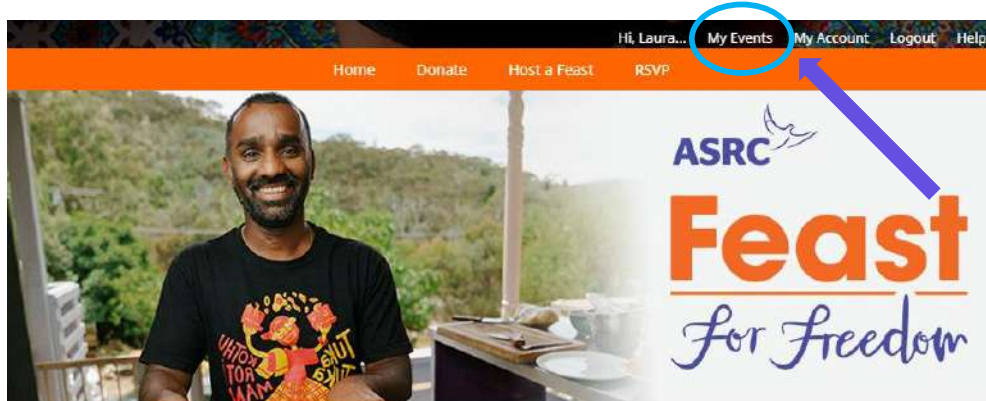 Hi, Laura... My Events My Account Logout Help
Home Donate Host a Feast RSVP
ASRC
Feast
For Freedom